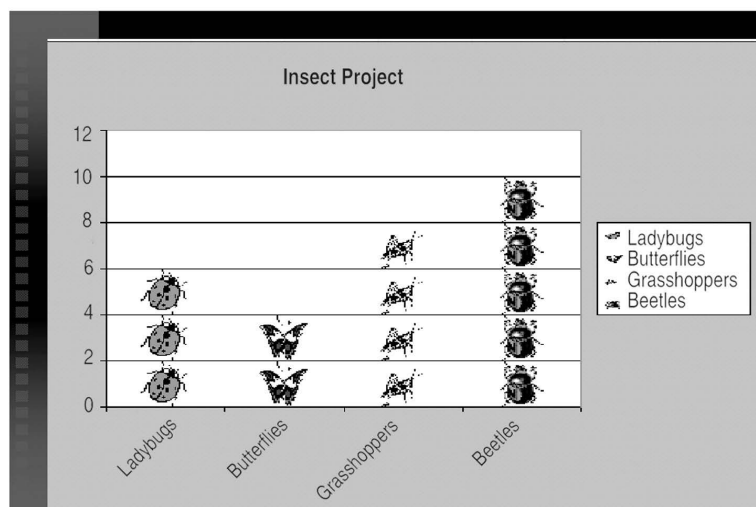 Insect Project
12
10
8
6
4
2
0
Ladybugs
Butterflies
Grasshoppers
Beetles
Ladybugs
Butterflies
Grasshoppers
Beetles